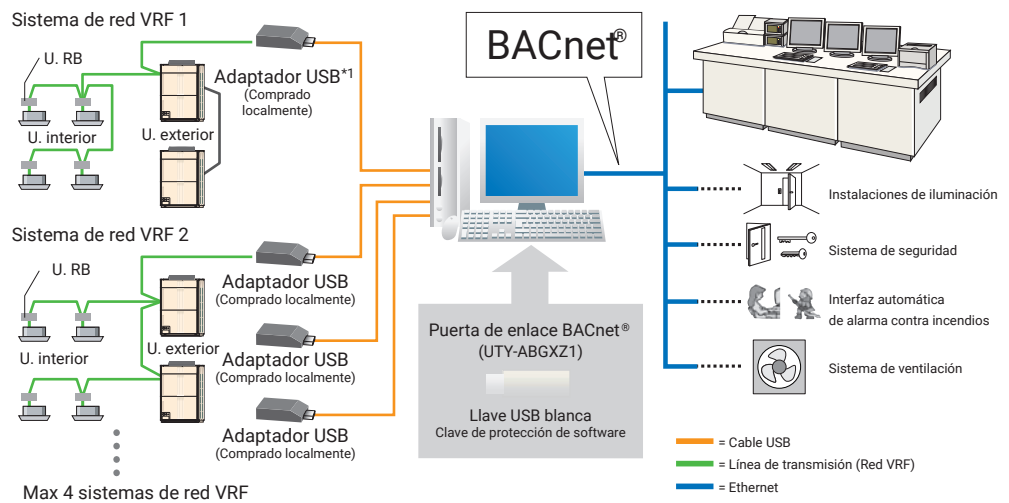 Sistema de red VRF 1
U. RB
U. interior
U. exterior
Adaptador USB*1
(Comprado
localmente)
Sistema de red VRF 2
U. RB
U. interior
U. exterior
Adaptador USB
(Comprado localmente)
Adaptador USB
(Comprado localmente)
Adaptador USB
(Comprado localmente)
Max 4 sistemas de red VRF
BACnet®
Puerta de enlace BACnet®
(UTY-ABGXZ1)
Llave USB blanca
Clave de protección de software
Instalaciones de iluminación
Sistema de seguridad
Interfaz automática
de alarma contra incendios
Sistema de ventilación
= Cable USB
= Línea de transmisión (Red VRF)
= Ethernet